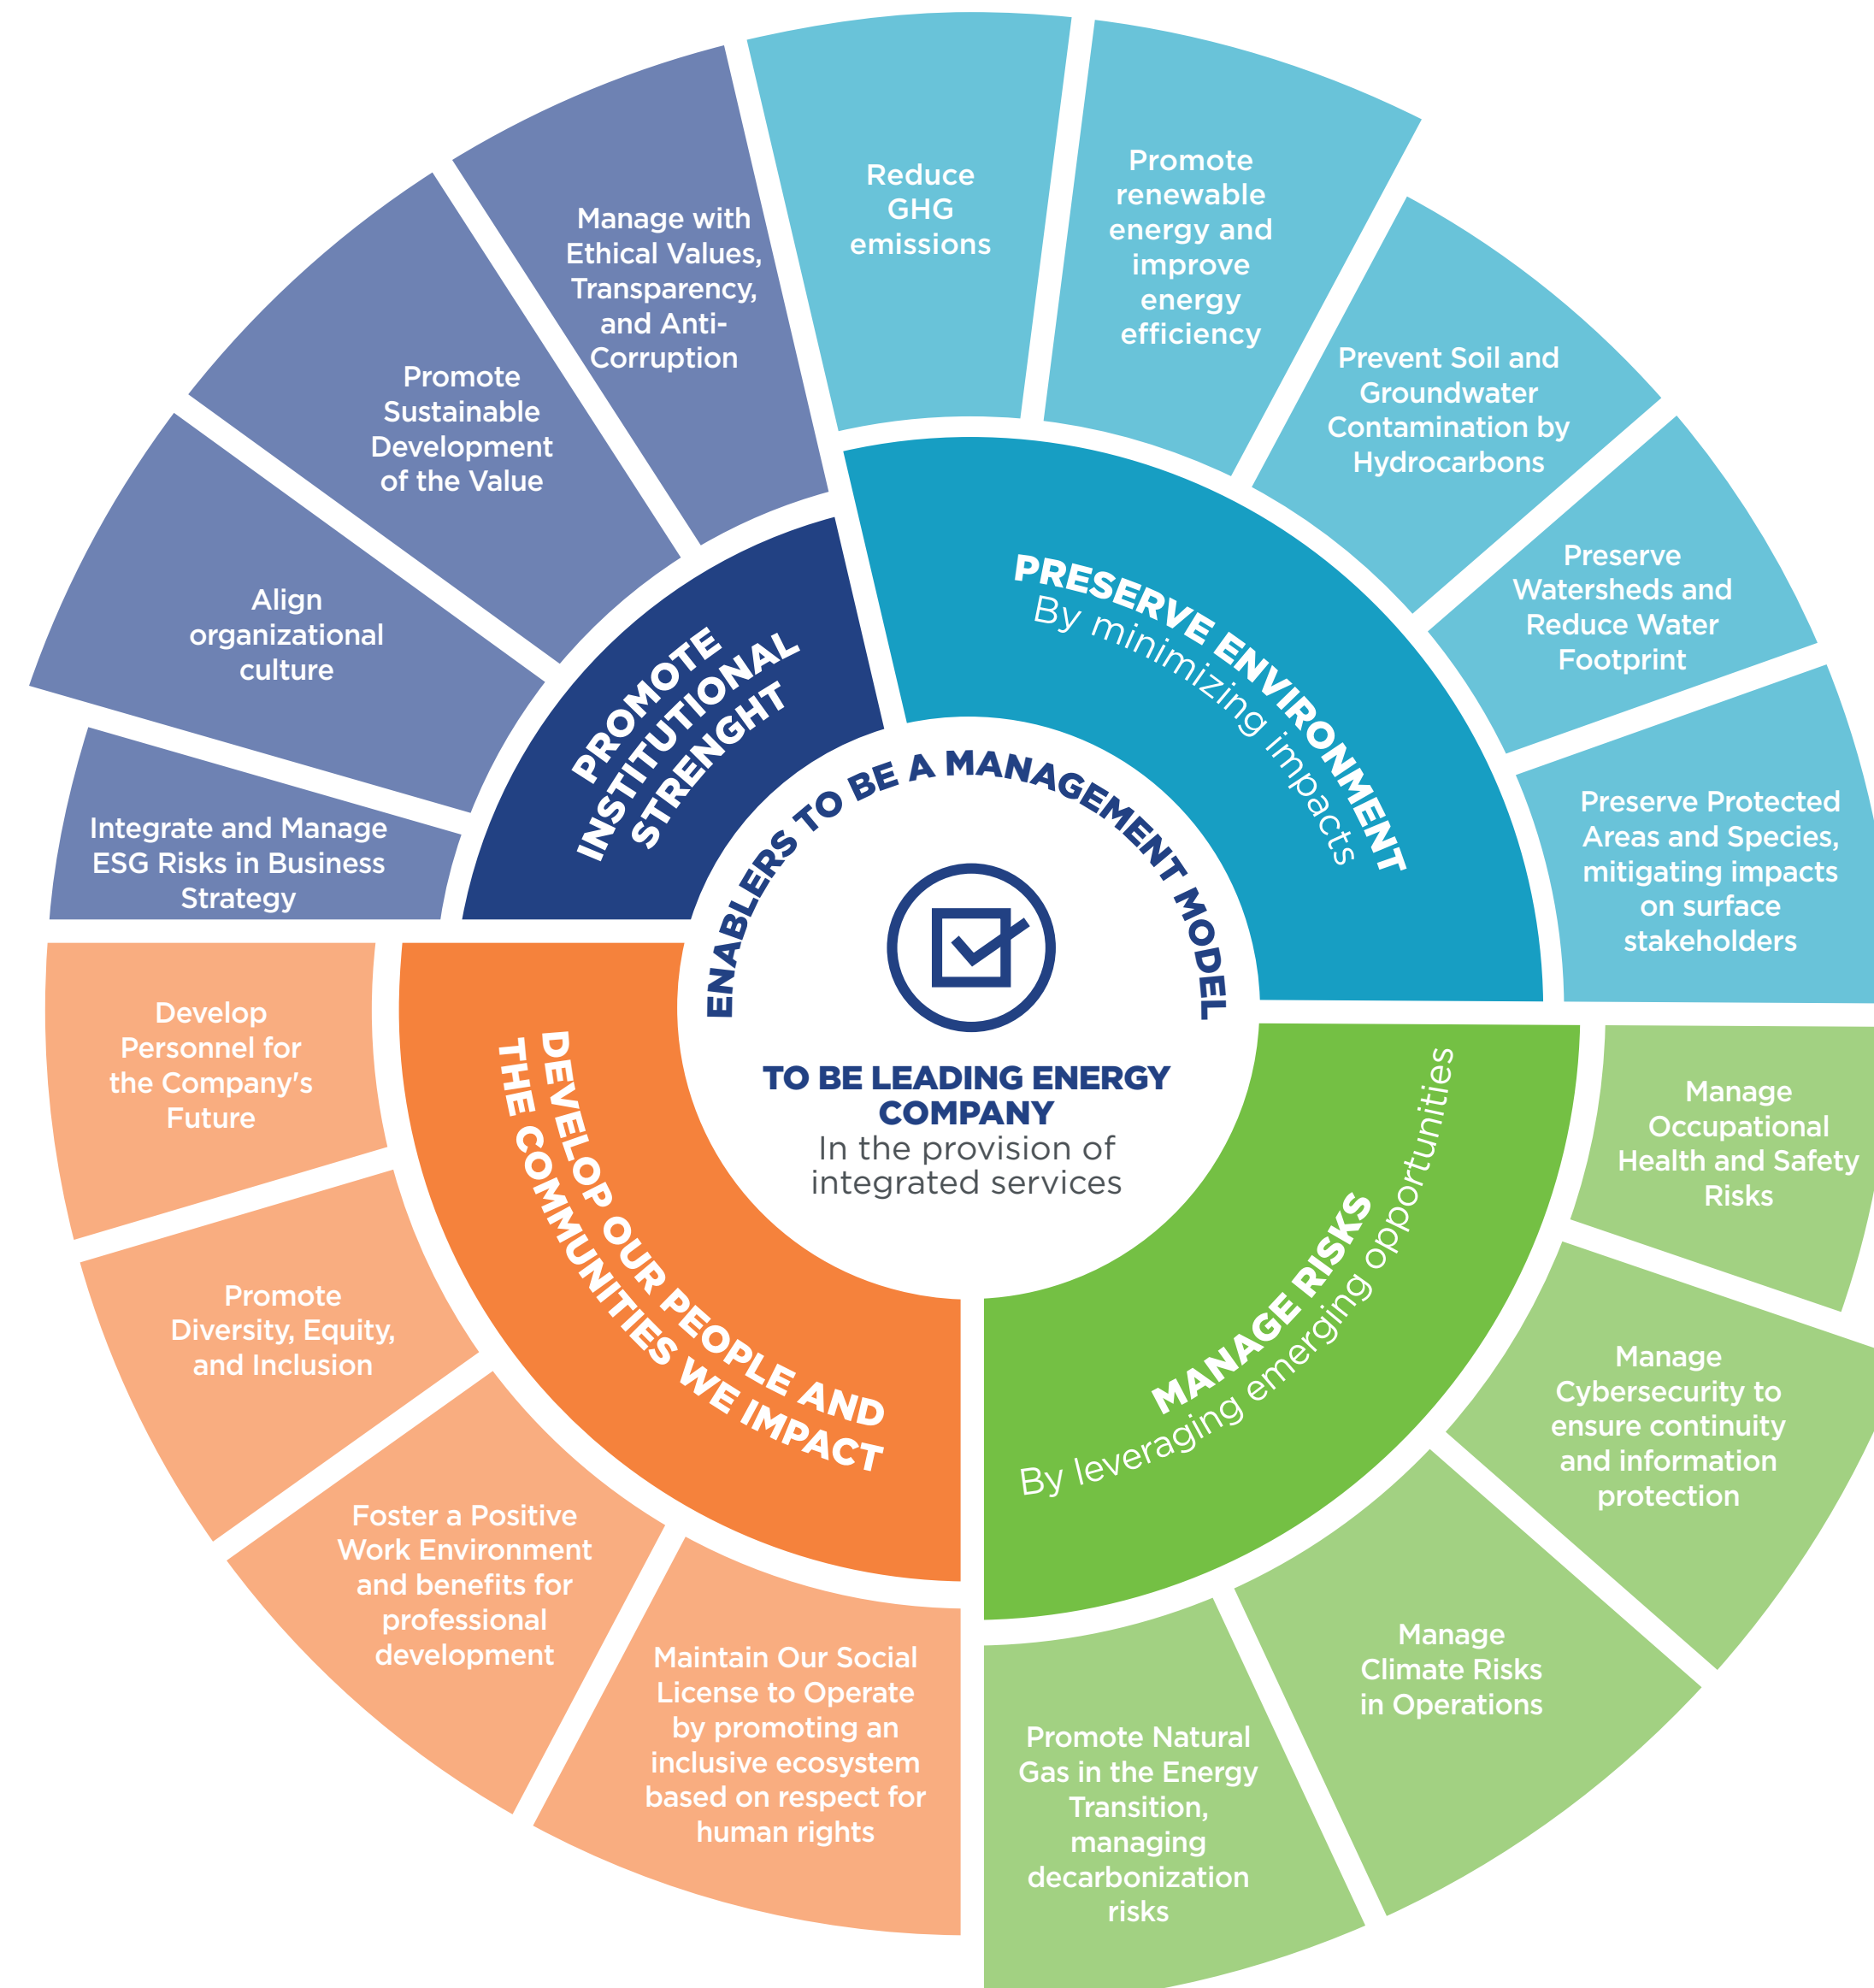 Reduce
GHG
emissions
Promote
renewable
energy and
improve
energy
efficiency
Prevent Soil and
Groundwater
Contamination by
Hydrocarbons
Preserve
Watersheds and
Reduce Water
Footprint
Preserve Protected
Areas and Species,
mitigating impacts
on surface
stakeholders
Manage
Occupational
Health and Safety
Risks
Manage
Cybersecurity to
ensure continuity
and information
protection
Manage
Climate Risks
in Operations
Promote Natural
Gas in the Energy
Transition,
managing
decarbonization
risks
Maintain Our Social
License to Operate
by promoting an
inclusive ecosystem
based on respect for
human rights
Foster a Positive
Work Environment
and benefits for
professional
development
Promote
Diversity, Equity,
and Inclusion
Develop
Personnel for
the Company's
Future
Integrate and Manage
ESG Risks in Business
Strategy
Align
organizational
culture
Promote
Sustainable
Development
of the Value
Manage with
Ethical Values,
Transparency,
and Anti-
Corruption
PROMOTE
INSTITUTIONAL
STRENGHT
PRESERVE ENVIRONMENT
By minimizing impacts
MANAGE RISKS
By leveraging emerging opportunities
DEVELOP OUR PEOPLE AND
THE COMMUNITIES WE IMPACT
ENABLERS TO BE A MANAGEMENT MODEL
TO BE LEADING ENERGY
COMPANY
In the provision of
integrated services